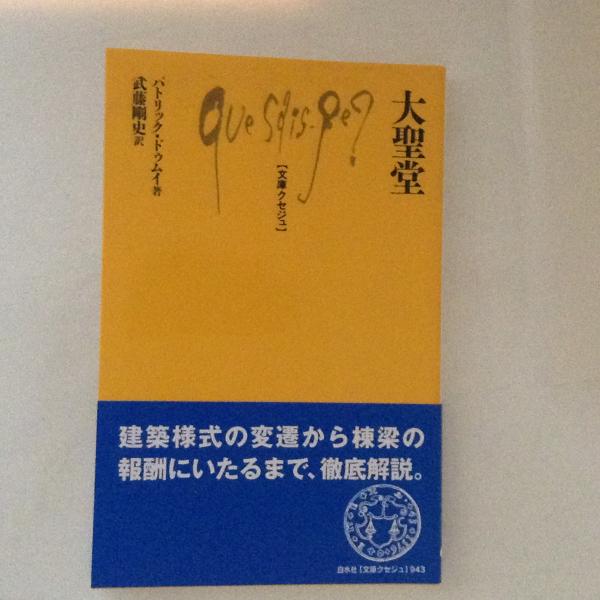 大聖堂
que sais-je?
［文庫クセジュ］
パトリック・ドゥムイ著
武藤剛史訳
建築様式の変遷から棟梁の
報酬にいたるまで、徹底解説。
白水社［文庫クセジュ］943